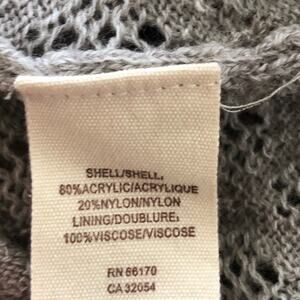 SHELL/SHELL:
80%ACRYLIC/ACRYLIQUE
20%NYLON/NYLON
LINING/DOUBLURE:
100%VISCOSE/VISCOSE
RN 66170
CA 32054